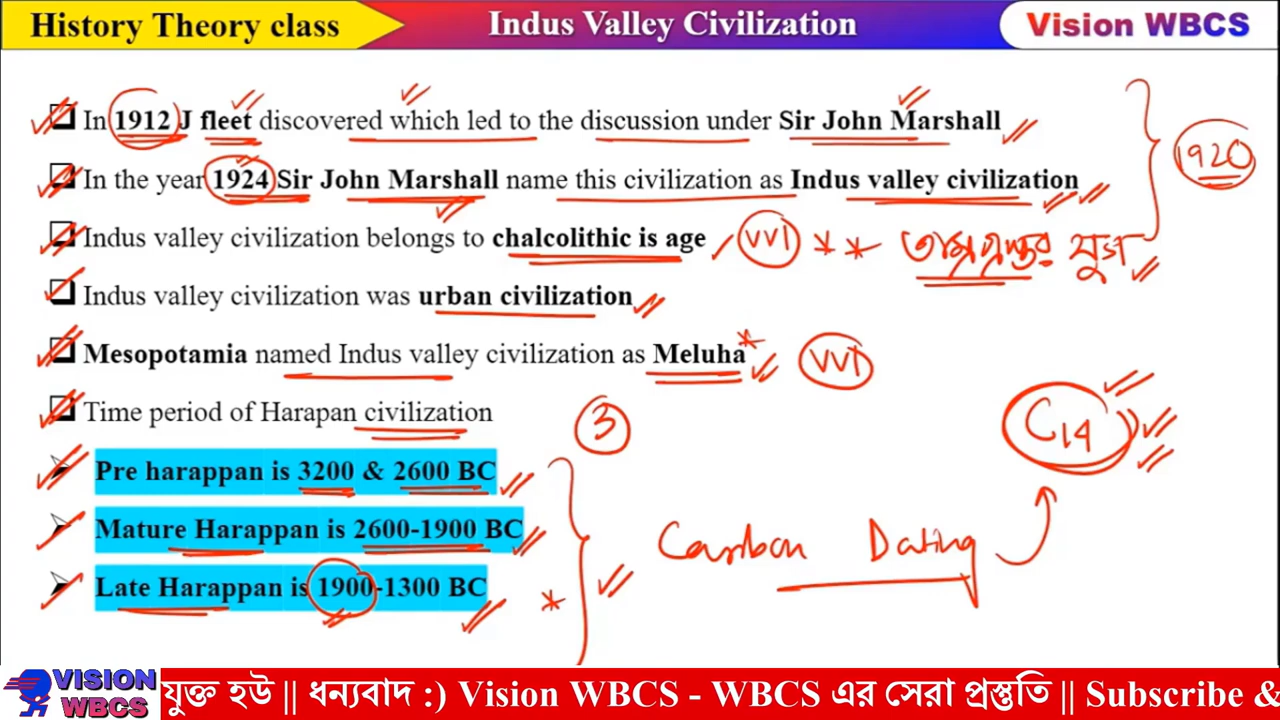 History Theory class
Indus Valley Civilization
Vision WBCS
In 1912 J fleet discovered which led to the discussion under Sir John Marshall
1920
In the year 1924 Sir John Marshall name this civilization as Indus valley civilization
Indus valley civilization belongs to chalcolithic is age
VVI
তাম্রপ্রস্তর যুগ
Indus valley civilization was urban civilization
Mesopotamia named Indus valley civilization as Meluha
VVI
Time period of Harapan civilization
3
C14
Pre harappan is 3200 & 2600 BC
Mature Harappan is 2600-1900 BC
Carbon Dating
Late Harappan is 1900-1300 BC
VISION
WBCS
যুক্ত হউ || ধন্যবাদ :) Vision WBCS - WBCS এর সেরা প্রস্তুতি || Subscribe &